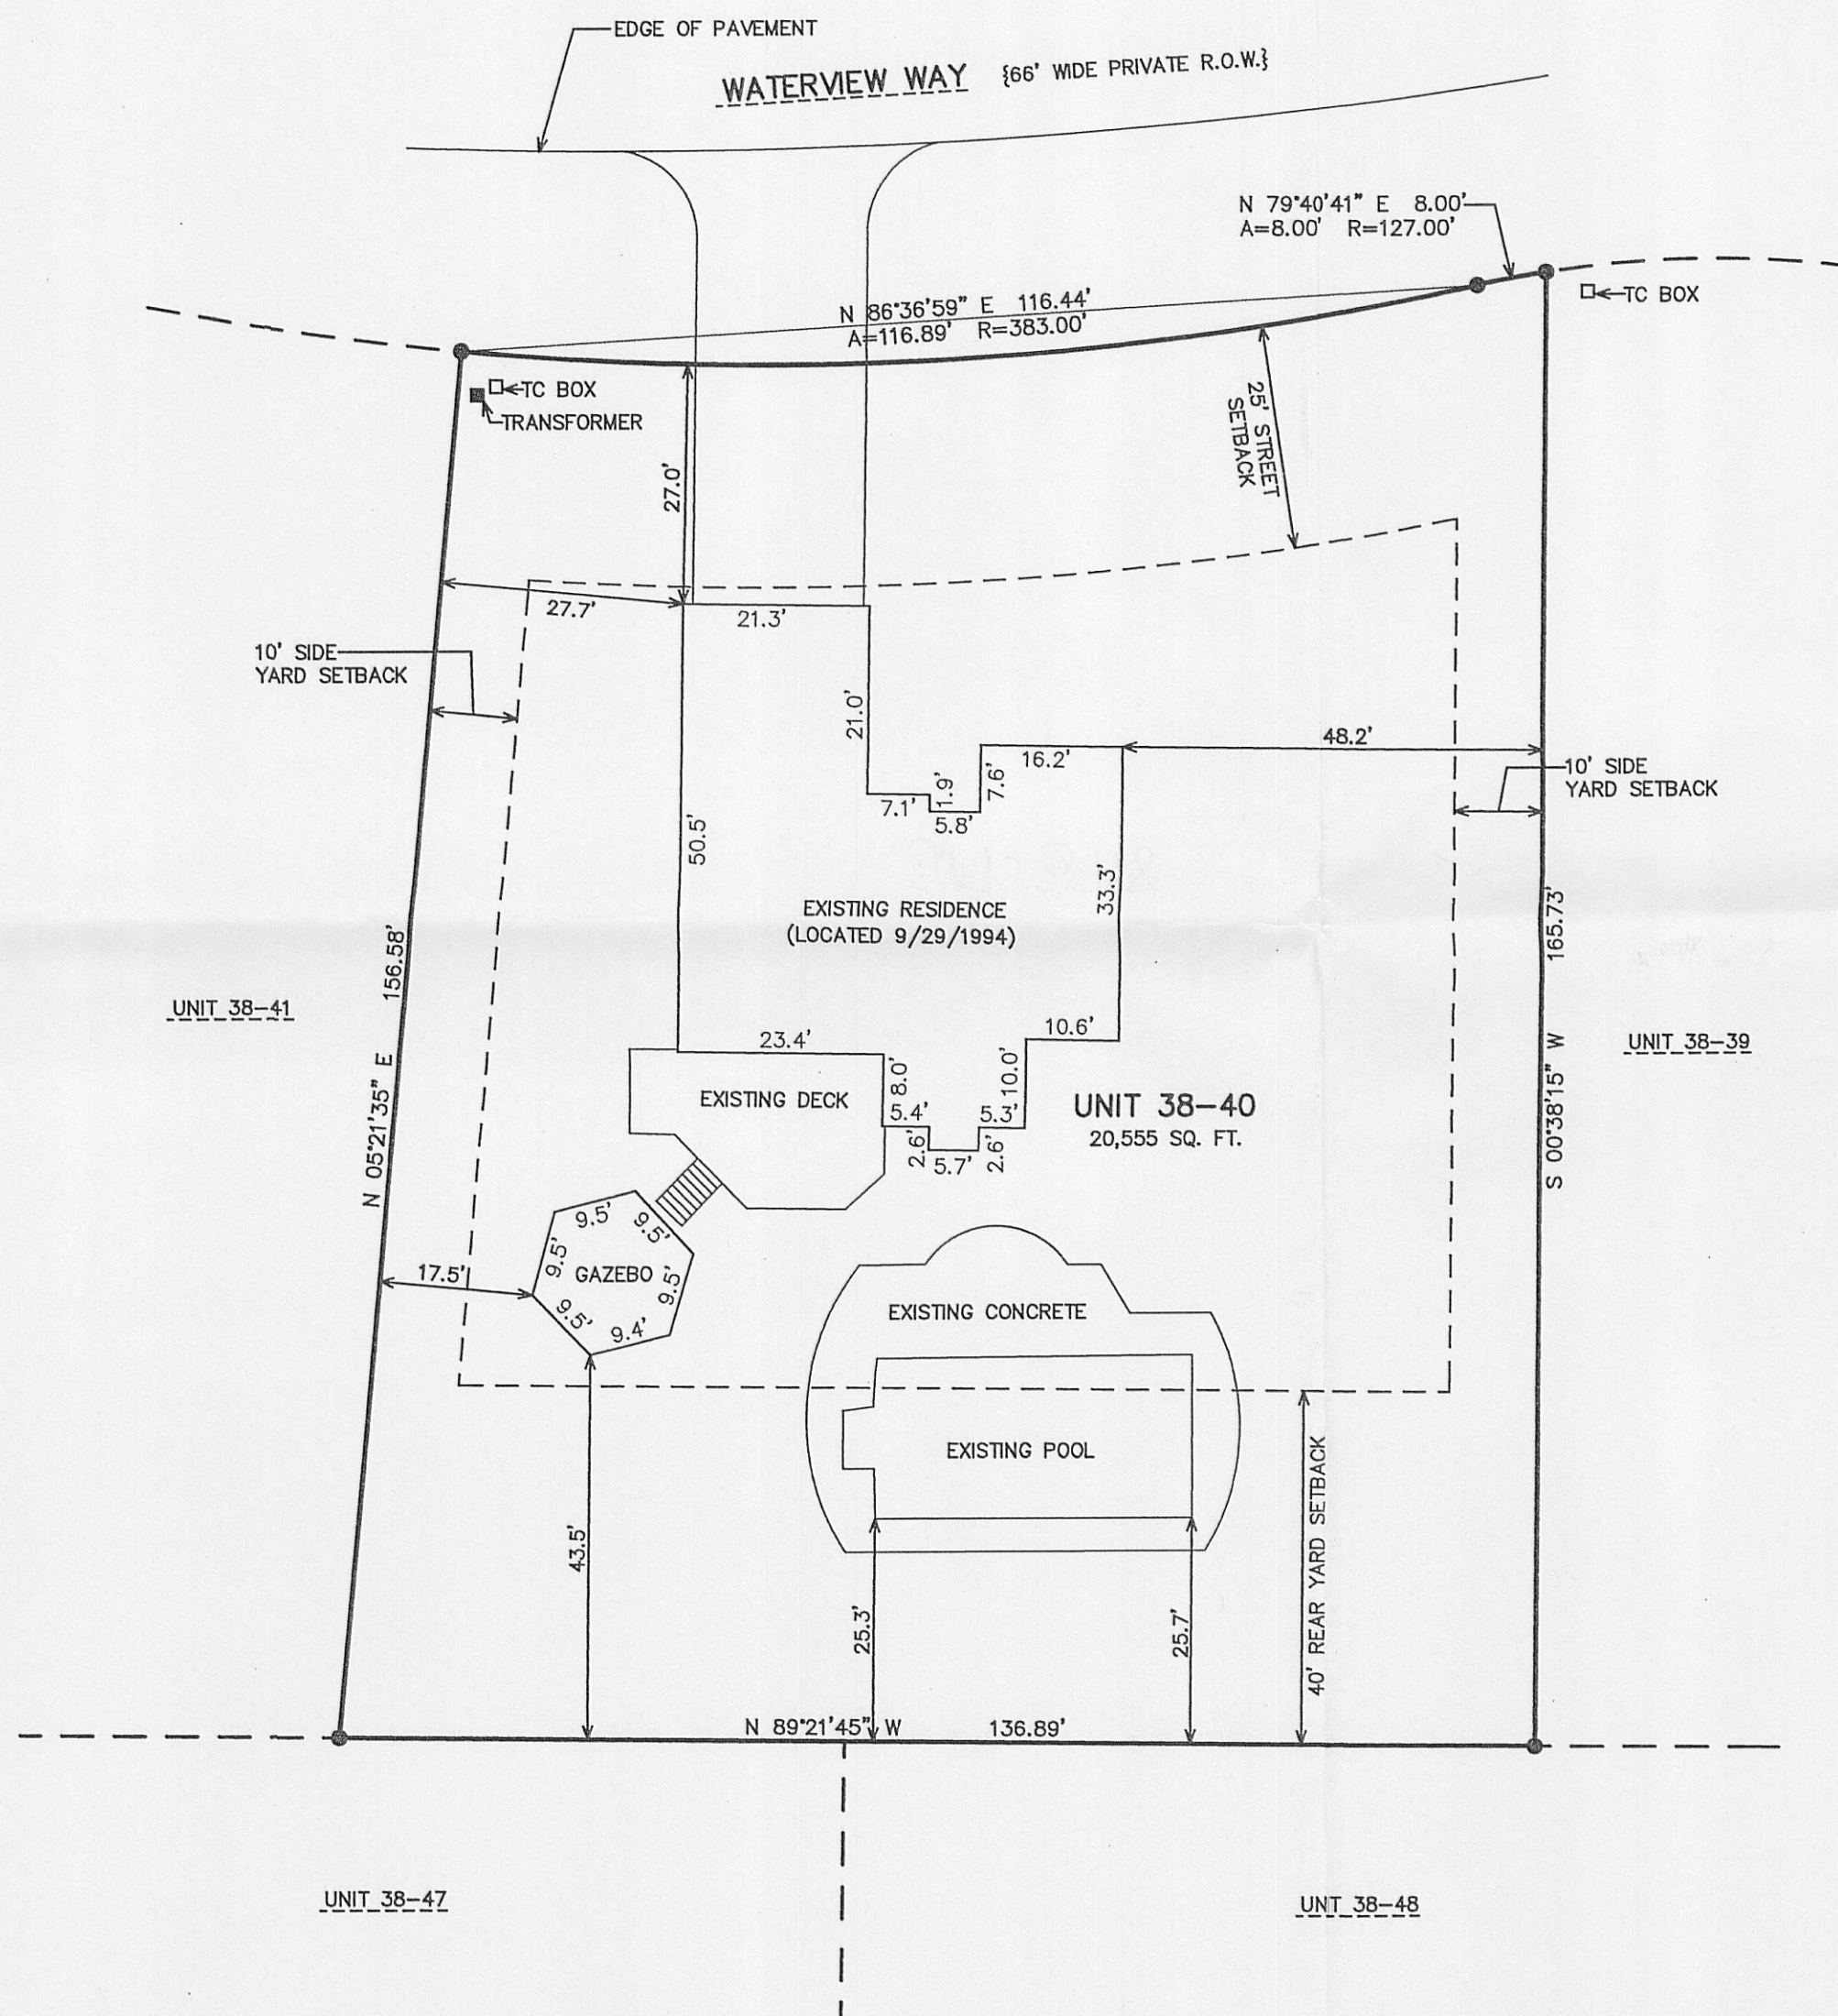 EDGE OF PAVEMENT
WATERVIEW WAY {66' WIDE PRIVATE R.O.W.}
N 79°40'41" E 8.00'
A=8.00' R=127.00'
TC BOX
N 86°36'59" E 116.44'
A=116.89' R=383.00'
TC BOX
TRANSFORMER
25' STREET
SETBACK
27.0'
27.7'
21.3'
10' SIDE
YARD SETBACK
21.0'
48.2'
16.2'
7.6'
1.9'
7.1'
5.8'
10' SIDE
YARD SETBACK
50.5'
33.3'
EXISTING RESIDENCE
(LOCATED 9/29/1994)
N 05°21'35" E 156.58'
S 00°38'15" W 165.73'
UNIT 38-41
UNIT 38-39
23.4'
10.6'
8.0'
10.0'
EXISTING DECK
5.4'
5.3'
2.6'
5.7'
2.6'
UNIT 38-40
20,555 SQ. FT.
9.5'
9.5'
9.5'
GAZEBO
9.5'
9.5'
9.4'
17.5'
EXISTING CONCRETE
EXISTING POOL
43.5'
25.3'
25.7'
40' REAR YARD SETBACK
N 89°21'45" W 136.89'
UNIT 38-47
UNIT 38-48